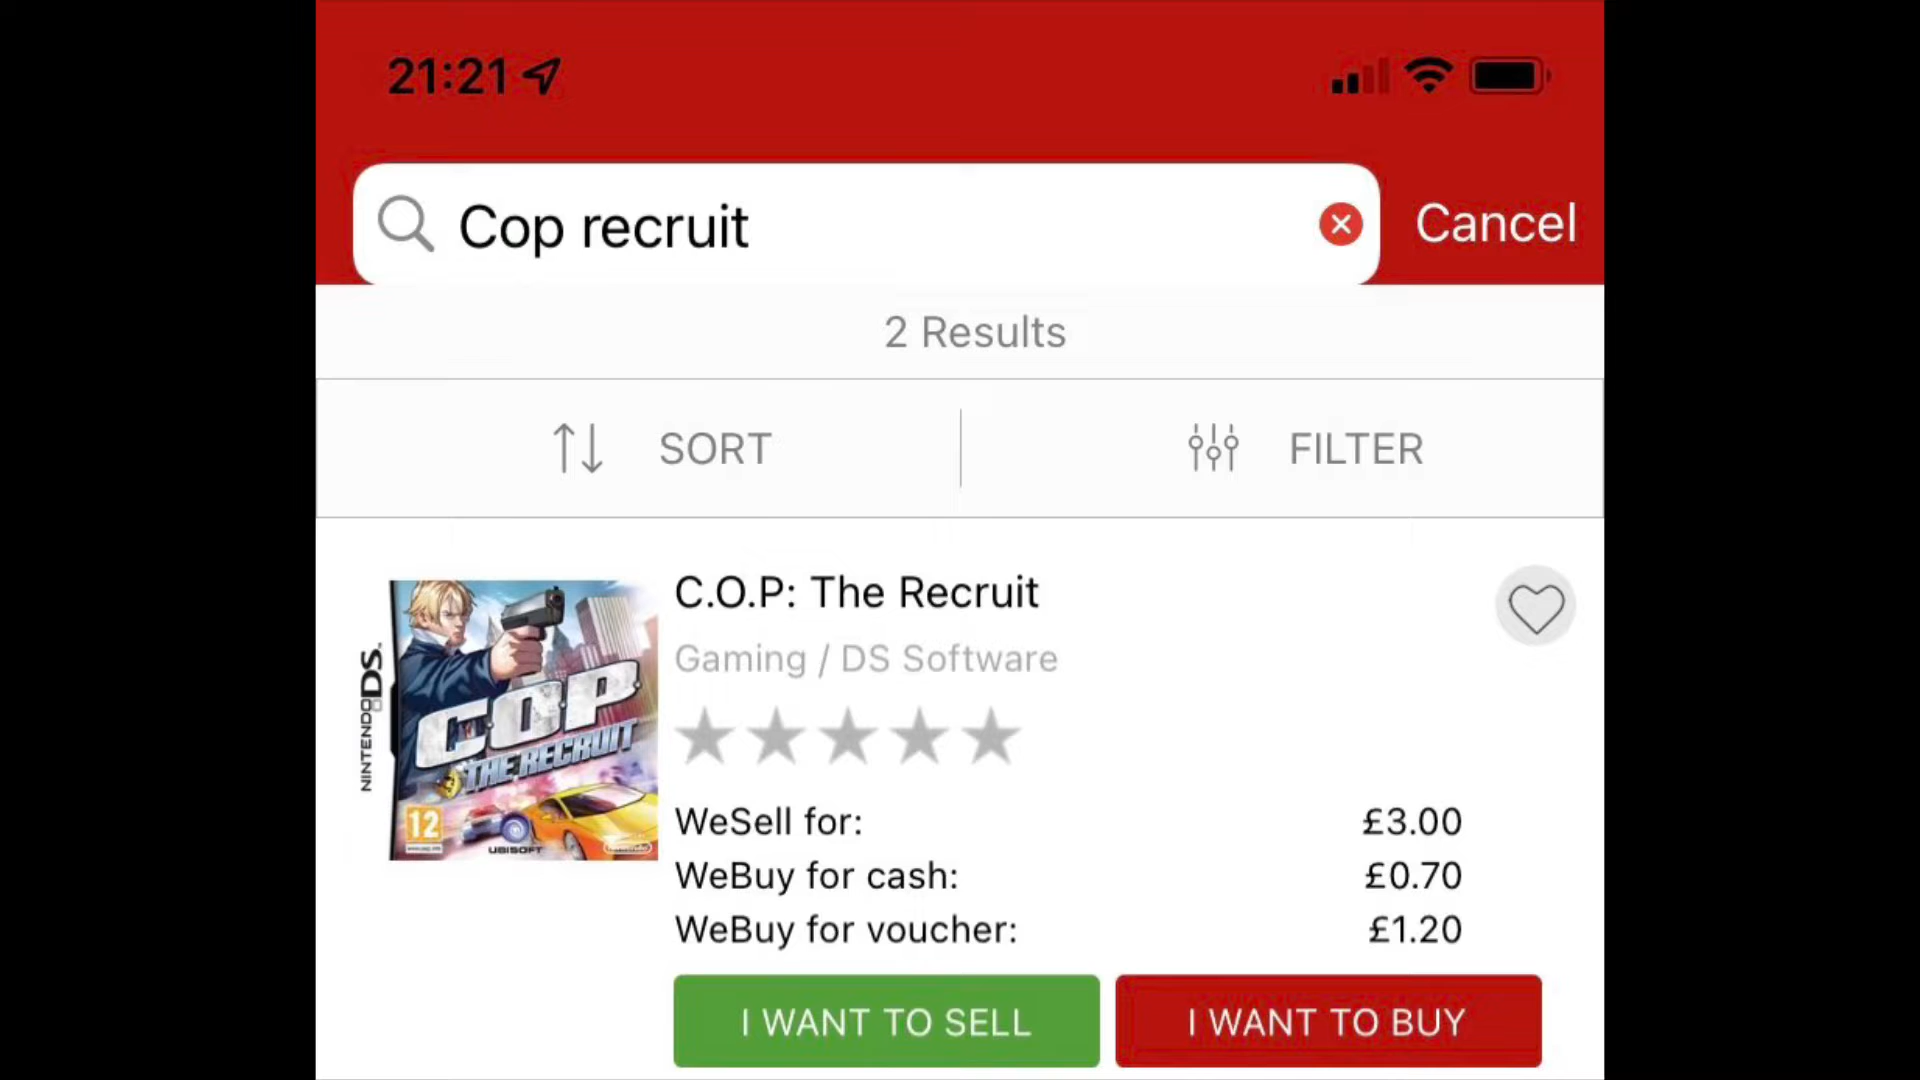 21:21
Cop recruit
Cancel
2 Results
SORT
FILTER
C.O.P: The Recruit
Gaming / DS Software
NINTENDO DS
C.O.P
THE RECRUIT
12
UBISOFT
WeSell for: £3.00
WeBuy for cash: £0.70
WeBuy for voucher: £1.20
I WANT TO SELL
I WANT TO BUY